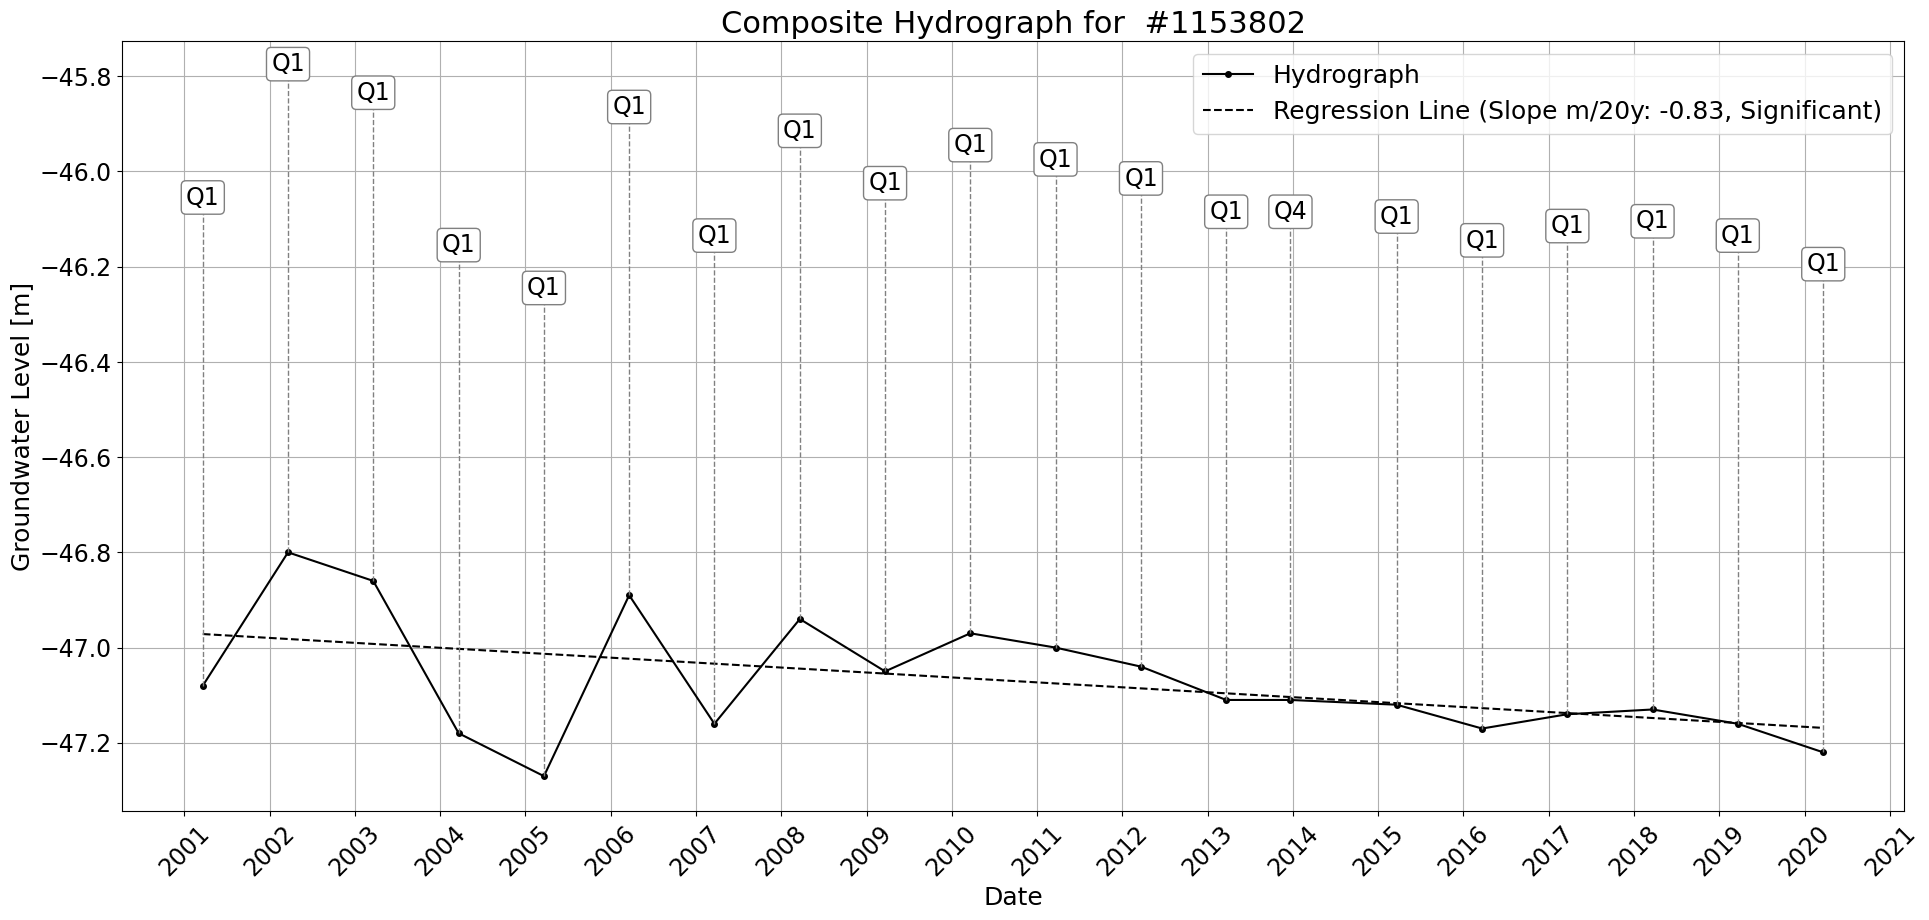 Composite Hydrograph for  #1153802
Hydrograph
Regression Line (Slope m/20y: -0.83, Significant)
Groundwater Level [m]
−45.8
−46.0
−46.2
−46.4
−46.6
−46.8
−47.0
−47.2
Q1
Q1
Q1
Q1
Q1
Q1
Q1
Q1
Q1
Q1
Q1
Q1
Q1
Q4
Q1
Q1
Q1
Q1
Q1
Q1
2001
2002
2003
2004
2005
2006
2007
2008
2009
2010
2011
2012
2013
2014
2015
2016
2017
2018
2019
2020
2021
Date